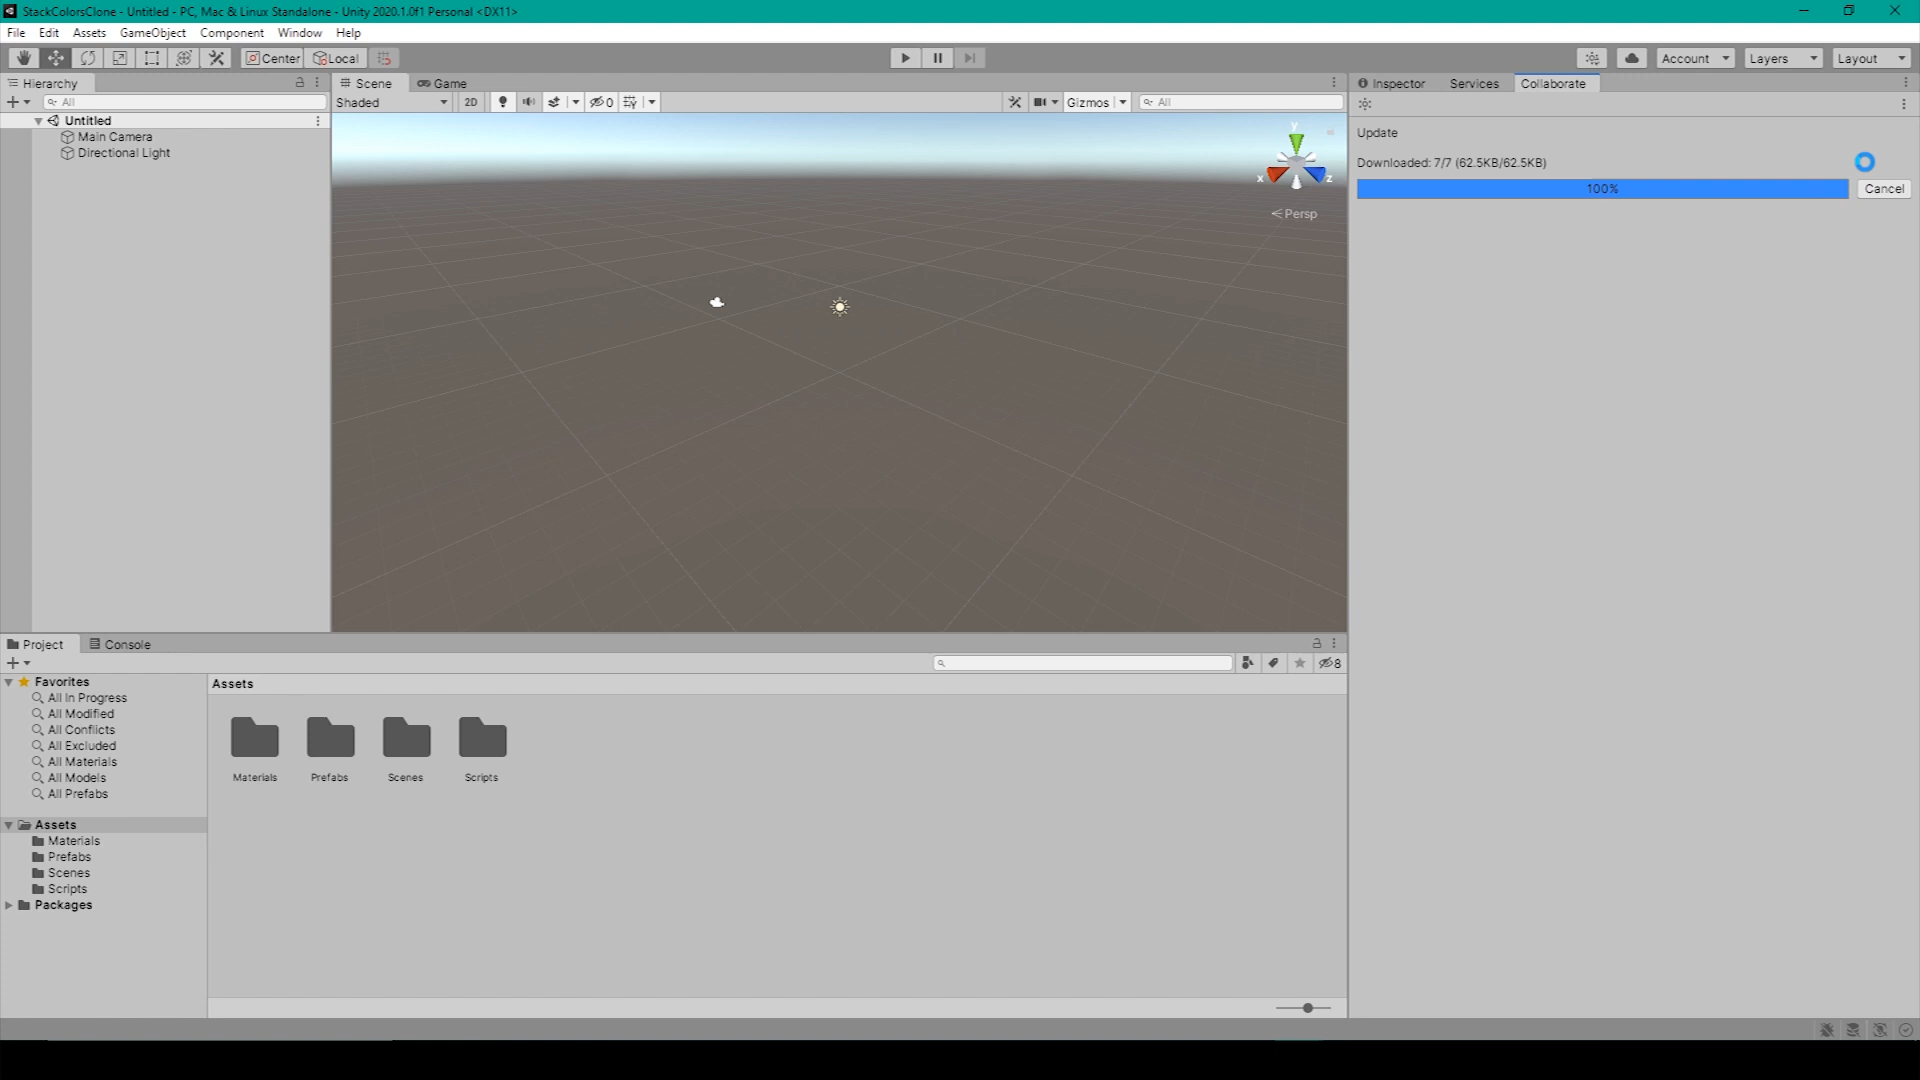 StackColorsClone - Untitled - PC, Mac & Linux Standalone - Unity 2020.1.0f1 Personal <DX11>
File Edit Assets GameObject Component Window Help
Center Local Account Layers Layout
Hierarchy
All
Untitled
Main Camera
Directional Light
Scene Game
Shaded 2D 0 Gizmos All
y
x z
Persp
Inspector Services Collaborate
Update
Downloaded: 7/7 (62.5KB/62.5KB)
100% Cancel
Project Console
8
Favorites
All In Progress
All Modified
All Conflicts
All Excluded
All Materials
All Models
All Prefabs
Assets
Materials
Prefabs
Scenes
Scripts
Packages
Assets
Materials Prefabs Scenes Scripts